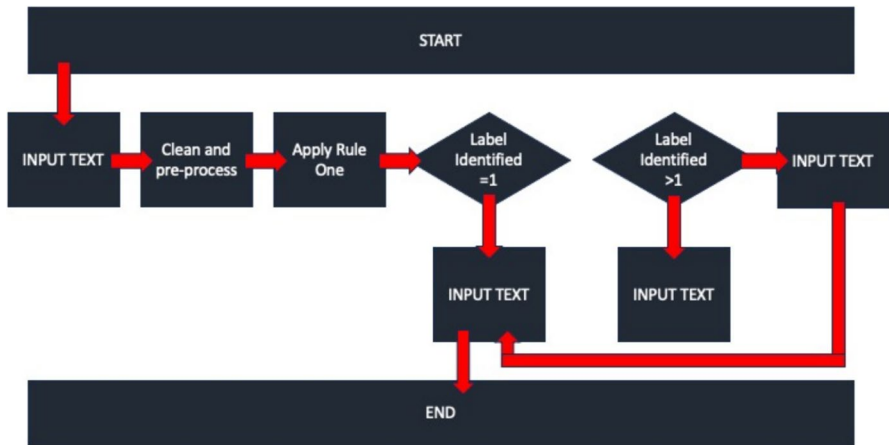 START
INPUT TEXT
Clean and
pre-process
Apply Rule
One
Label
Identified
=1
Label
Identified
>1
INPUT TEXT
INPUT TEXT
INPUT TEXT
END